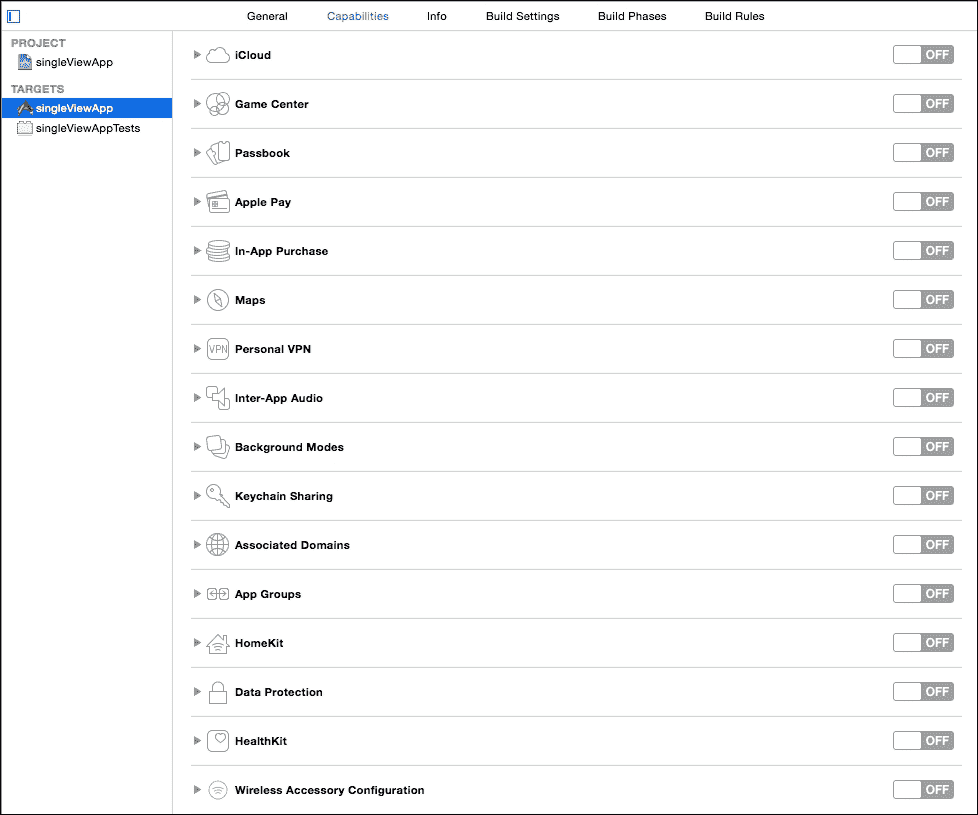 General Capabilities Info Build Settings Build Phases Build Rules
PROJECT
singleViewApp
TARGETS
singleViewApp
singleViewAppTests
iCloud OFF
Game Center OFF
Passbook OFF
Apple Pay OFF
In-App Purchase OFF
Maps OFF
VPN Personal VPN OFF
Inter-App Audio OFF
Background Modes OFF
Keychain Sharing OFF
Associated Domains OFF
App Groups OFF
HomeKit OFF
Data Protection OFF
HealthKit OFF
Wireless Accessory Configuration OFF